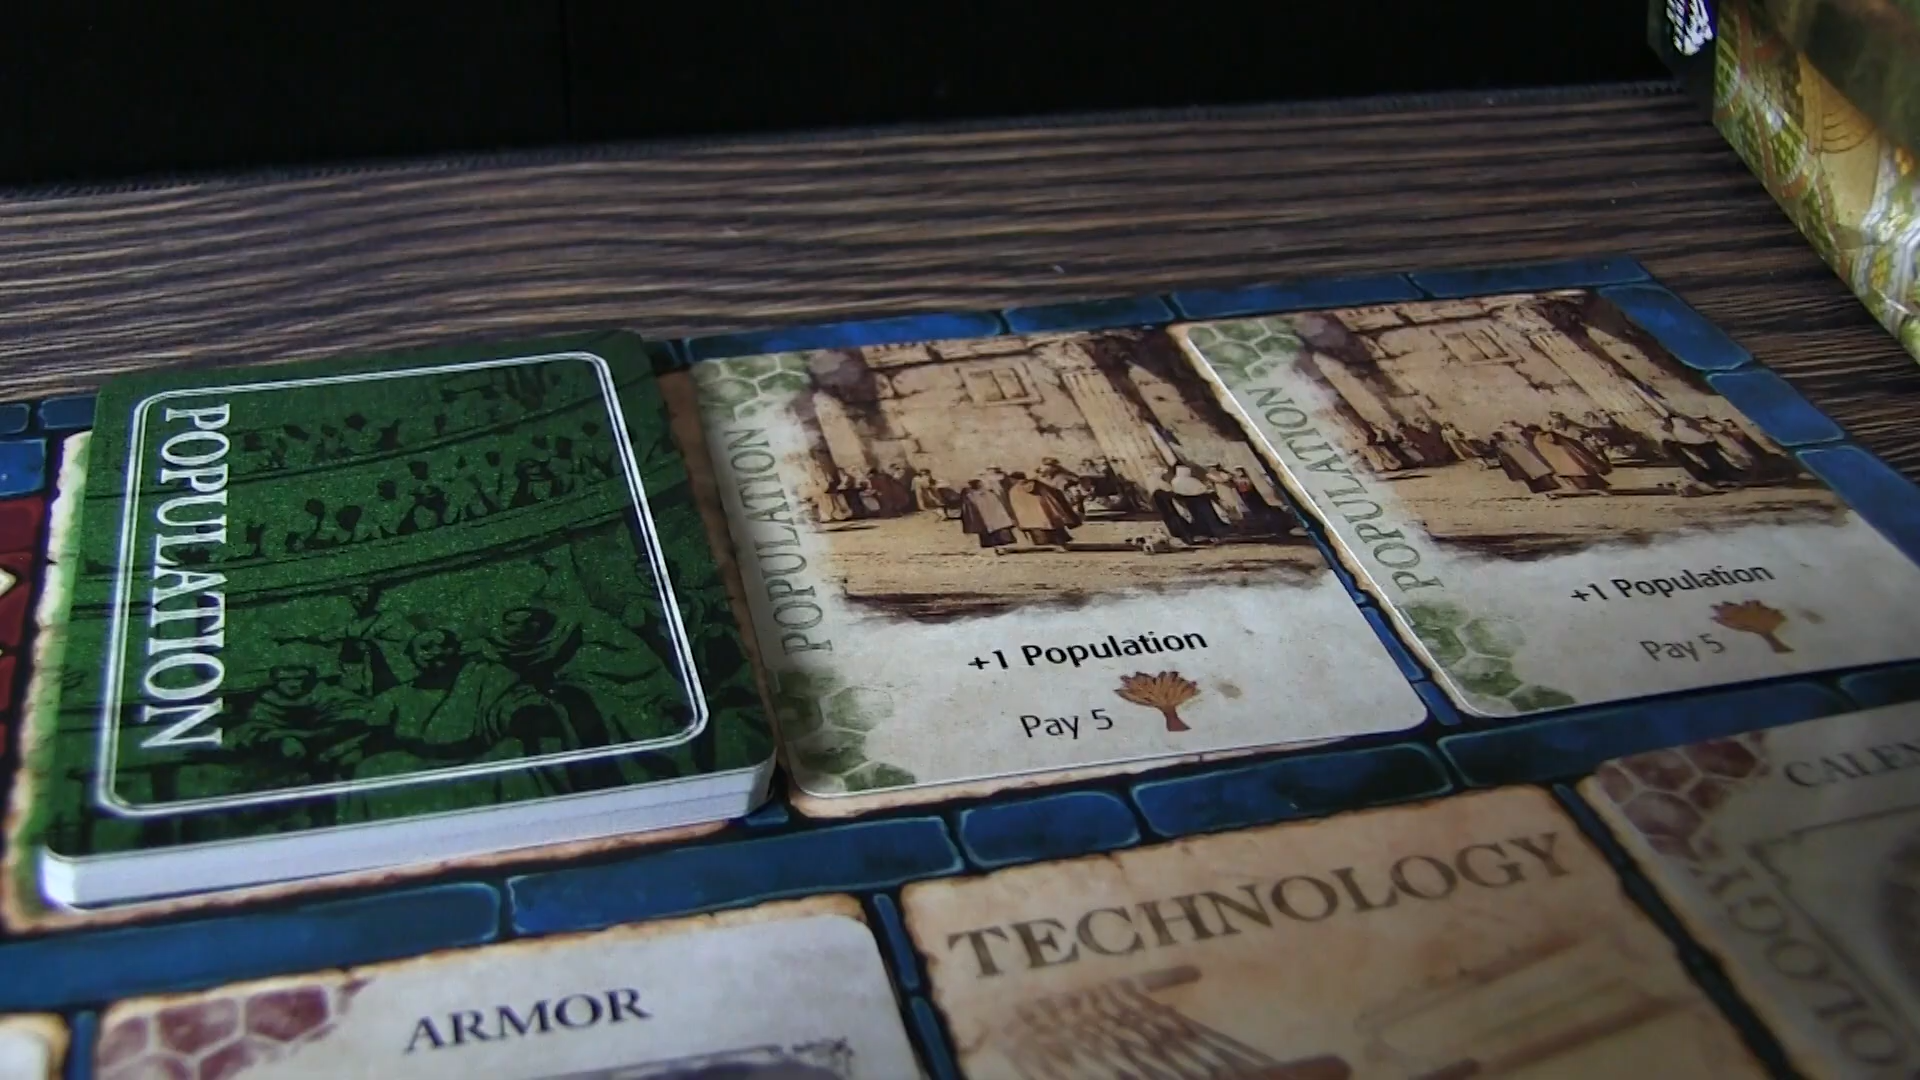 POPULATION
POPULATION
+1 Population
Pay 5
POPULATION
+1 Population
Pay 5
TECHNOLOGY
ARMOR